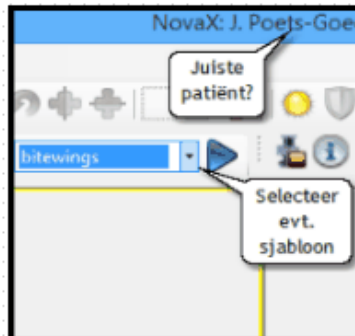 NovaX: J. Poets-Goe
Juiste
patiënt?
bitewings
Selecteer
evt.
sjabloon